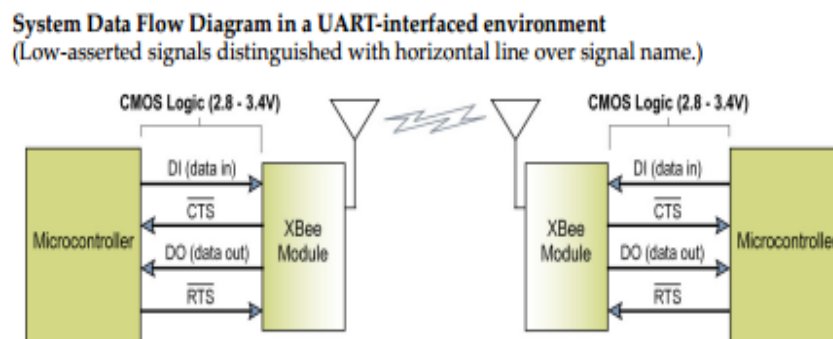 System Data Flow Diagram in a UART-interfaced environment
(Low-asserted signals distinguished with horizontal line over signal name.)
CMOS Logic (2.8 - 3.4V)
CMOS Logic (2.8 - 3.4V)
DI (data in)
CTS
DO (data out)
RTS
Microcontroller
XBee
Module
XBee
Module
DI (data in)
CTS
DO (data out)
RTS
Microcontroller